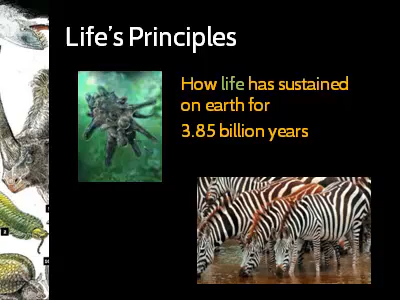 Life's Principles
How life has sustained
on earth for
3.85 billion years